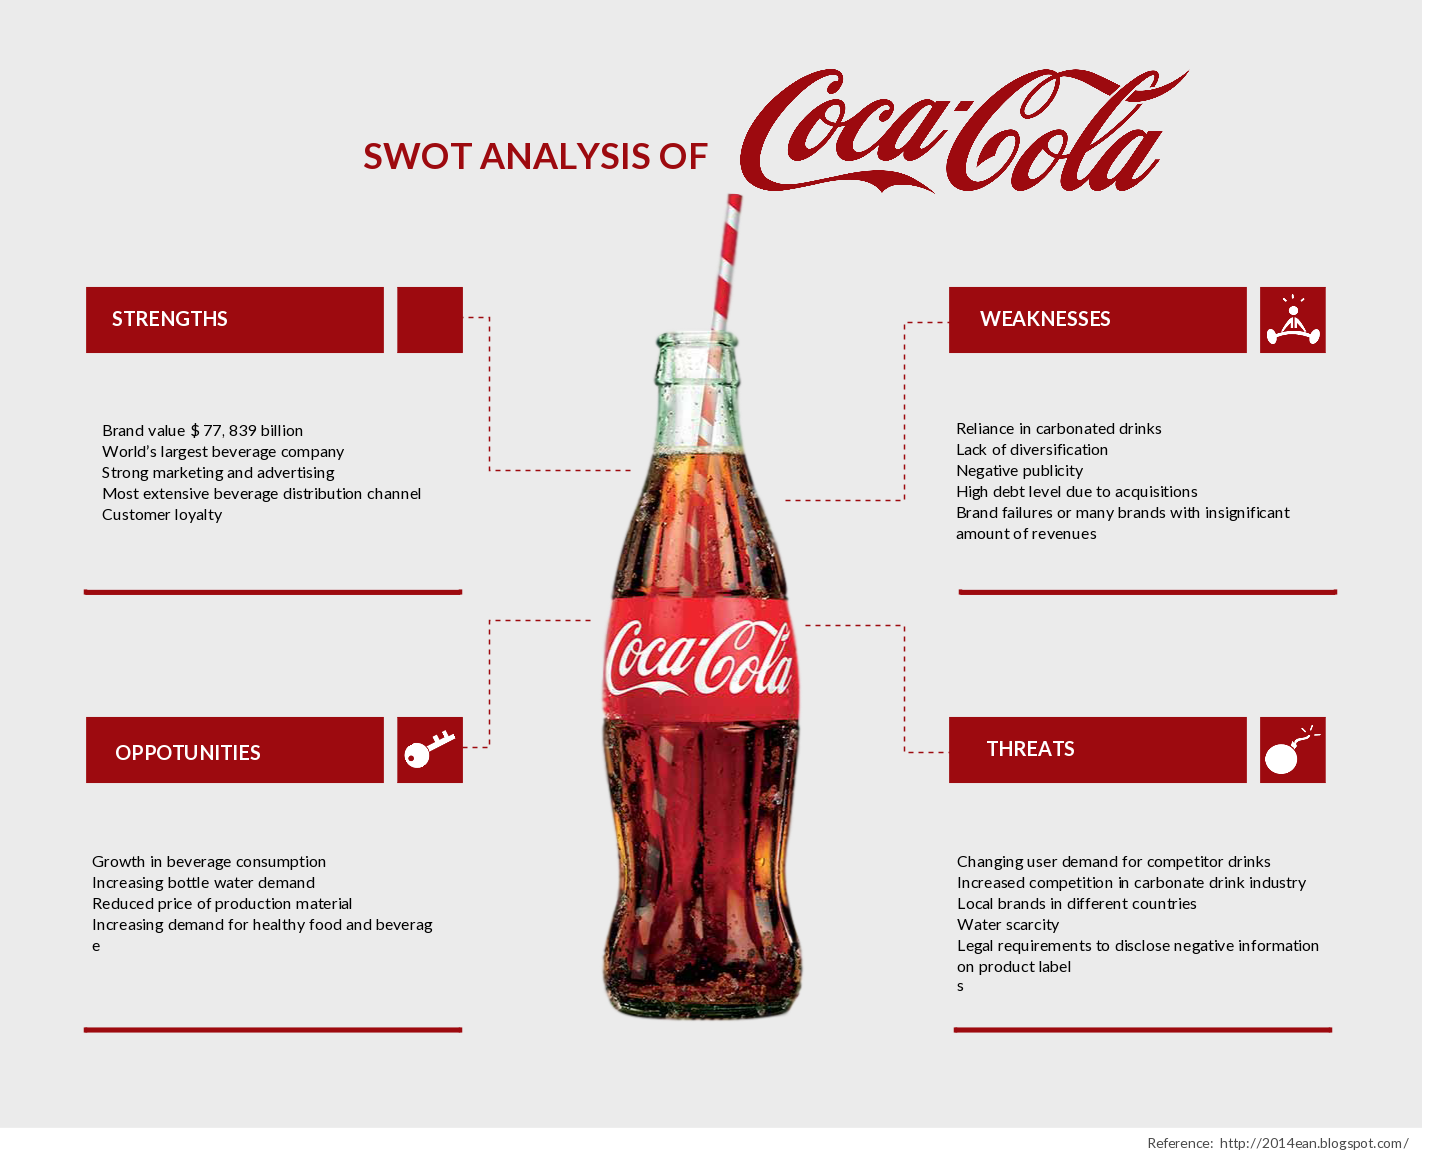 SWOT ANALYSIS OF Coca-Cola
STRENGTHS
Brand value $ 77, 839 billion
World’s largest beverage company
Strong marketing and advertising
Most extensive beverage distribution channel
Customer loyalty
WEAKNESSES
Reliance in carbonated drinks
Lack of diversification
Negative publicity
High debt level due to acquisitions
Brand failures or many brands with insignificant
amount of revenues
Coca-Cola
OPPOTUNITIES
Growth in beverage consumption
Increasing bottle water demand
Reduced price of production material
Increasing demand for healthy food and beverag
e
THREATS
Changing user demand for competitor drinks
Increased competition in carbonate drink industry
Local brands in different countries
Water scarcity
Legal requirements to disclose negative information
on product label
s
Reference: http://2014ean.blogspot.com/